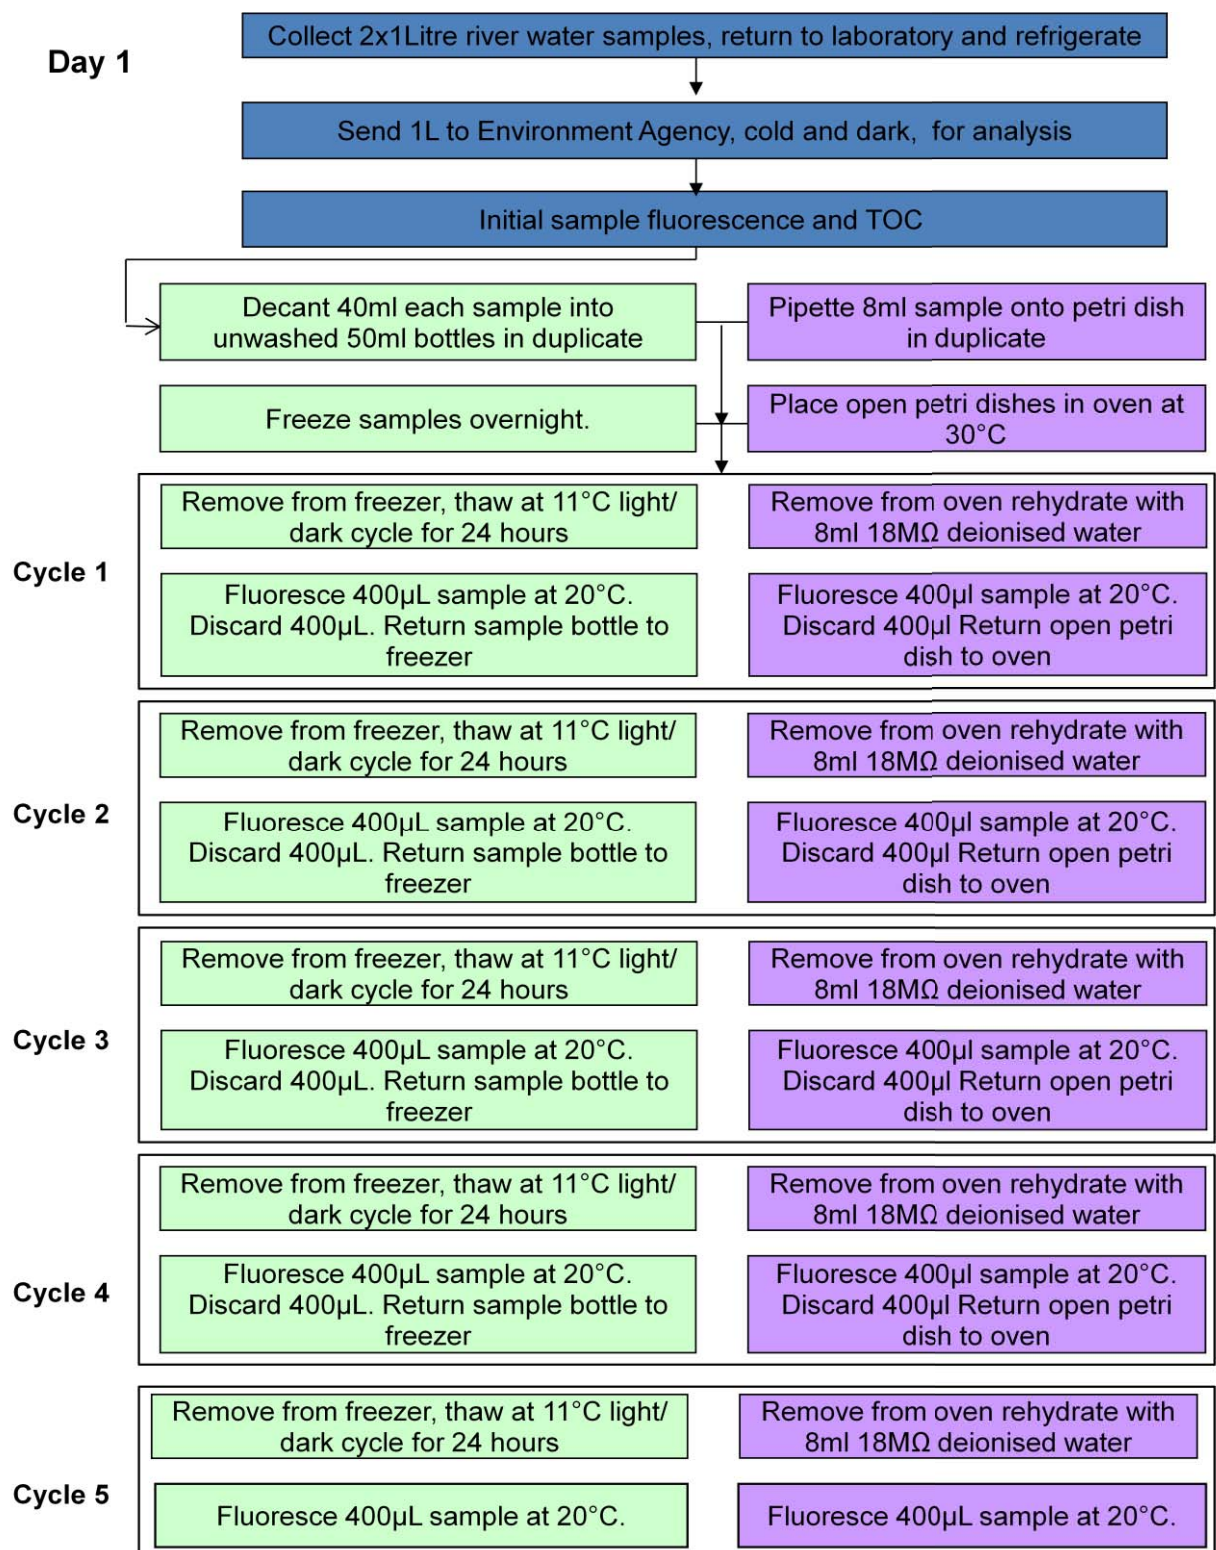 Day 1
Collect 2x1Litre river water samples, return to laboratory and refrigerate
Send 1L to Environment Agency, cold and dark, for analysis
Initial sample fluorescence and TOC
Decant 40ml each sample into
unwashed 50ml bottles in duplicate
Pipette 8ml sample onto petri dish
in duplicate
Freeze samples overnight.
Place open petri dishes in oven at
30°C
Cycle 1
Remove from freezer, thaw at 11°C light/
dark cycle for 24 hours
Remove from oven rehydrate with
8ml 18MΩ deionised water
Fluoresce 400µL sample at 20°C.
Discard 400µL. Return sample bottle to
freezer
Fluoresce 400µl sample at 20°C.
Discard 400µl Return open petri
dish to oven
Cycle 2
Remove from freezer, thaw at 11°C light/
dark cycle for 24 hours
Remove from oven rehydrate with
8ml 18MΩ deionised water
Fluoresce 400µL sample at 20°C.
Discard 400µL. Return sample bottle to
freezer
Fluoresce 400µl sample at 20°C.
Discard 400µl Return open petri
dish to oven
Cycle 3
Remove from freezer, thaw at 11°C light/
dark cycle for 24 hours
Remove from oven rehydrate with
8ml 18MΩ deionised water
Fluoresce 400µL sample at 20°C.
Discard 400µL. Return sample bottle to
freezer
Fluoresce 400µl sample at 20°C.
Discard 400µl Return open petri
dish to oven
Cycle 4
Remove from freezer, thaw at 11°C light/
dark cycle for 24 hours
Remove from oven rehydrate with
8ml 18MΩ deionised water
Fluoresce 400µL sample at 20°C.
Discard 400µL. Return sample bottle to
freezer
Fluoresce 400µl sample at 20°C.
Discard 400µl Return open petri
dish to oven
Cycle 5
Remove from freezer, thaw at 11°C light/
dark cycle for 24 hours
Remove from oven rehydrate with
8ml 18MΩ deionised water
Fluoresce 400µL sample at 20°C.
Fluoresce 400µL sample at 20°C.